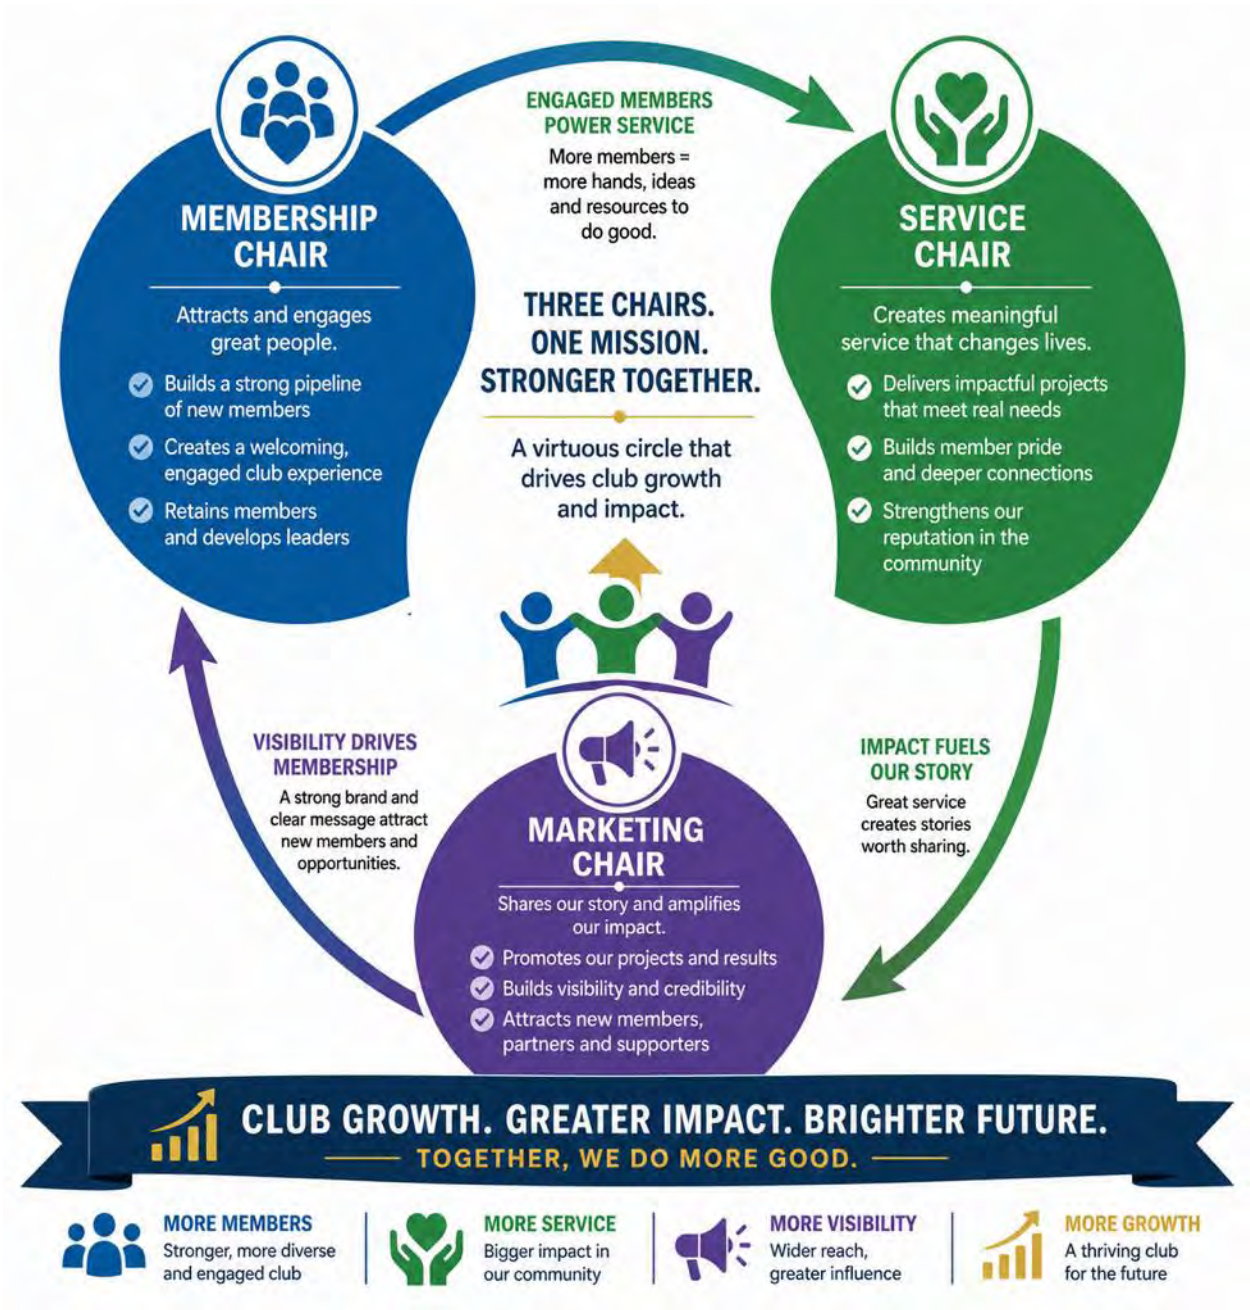 ENGAGED MEMBERS
POWER SERVICE
More members =
more hands, ideas
and resources to
do good.
MEMBERSHIP
CHAIR
Attracts and engages
great people.
Builds a strong pipeline
of new members
Creates a welcoming,
engaged club experience
Retains members
and develops leaders
THREE CHAIRS.
ONE MISSION.
STRONGER TOGETHER.
A virtuous circle that
drives club growth
and impact.
SERVICE
CHAIR
Creates meaningful
service that changes lives.
Delivers impactful projects
that meet real needs
Builds member pride
and deeper connections
Strengthens our
reputation in the
community
VISIBILITY DRIVES
MEMBERSHIP
A strong brand and
clear message attract
new members and
opportunities.
IMPACT FUELS
OUR STORY
Great service
creates stories
worth sharing.
MARKETING
CHAIR
Shares our story and amplifies
our impact.
Promotes our projects and results
Builds visibility and credibility
Attracts new members,
partners and supporters
CLUB GROWTH. GREATER IMPACT. BRIGHTER FUTURE.
TOGETHER, WE DO MORE GOOD.
MORE MEMBERS
Stronger, more diverse
and engaged club
MORE SERVICE
Bigger impact in
our community
MORE VISIBILITY
Wider reach,
greater influence
MORE GROWTH
A thriving club
for the future